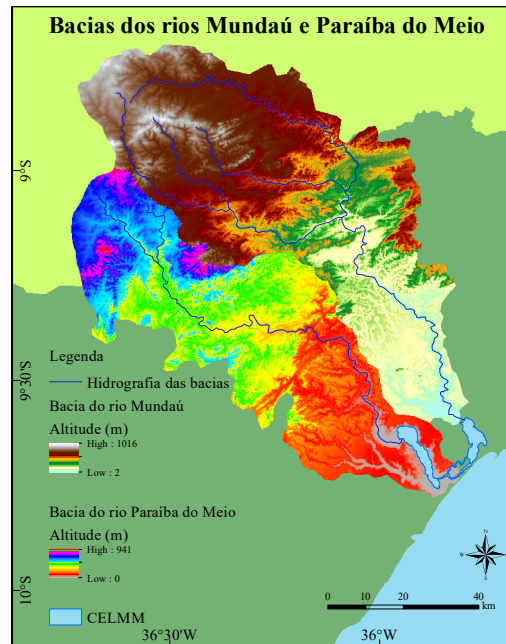 Bacias dos rios Mundaú e Paraíba do Meio
9°S
9°30'S
10°S
Legenda
Hidrografia das bacias
Bacia do rio Mundaú
Altitude (m)
High : 1016
Low : 2
Bacia do rio Paraíba do Meio
Altitude (m)
High : 941
Low : 0
CELMM
N
W E
S
0 10 20 30 40
km
36°30'W 36°W